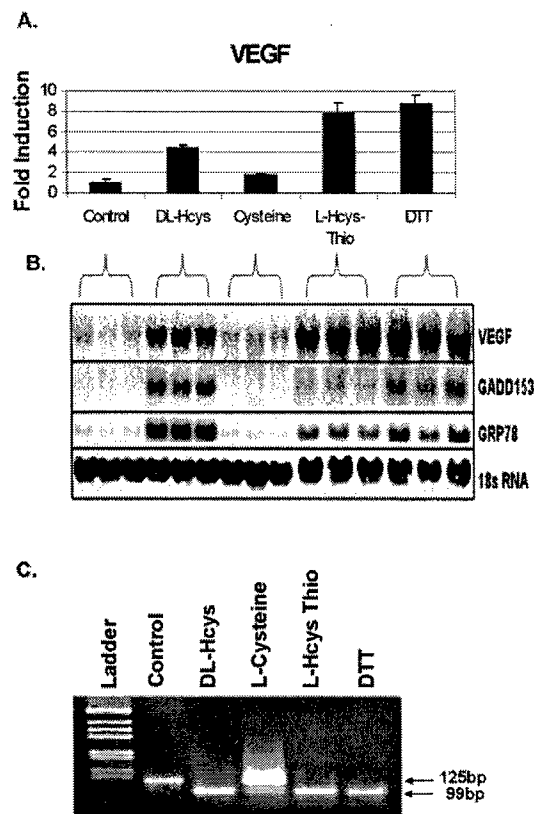 A.
VEGF
Fold Induction
10
8
6
4
2
0
Control DL-Hcys Cysteine L-Hcys-Thio DTT
B.
VEGF
GADD153
GRP78
18s RNA
C.
Ladder Control DL-Hcys L-Cysteine L-Hcys Thio DTT
125bp
99bp